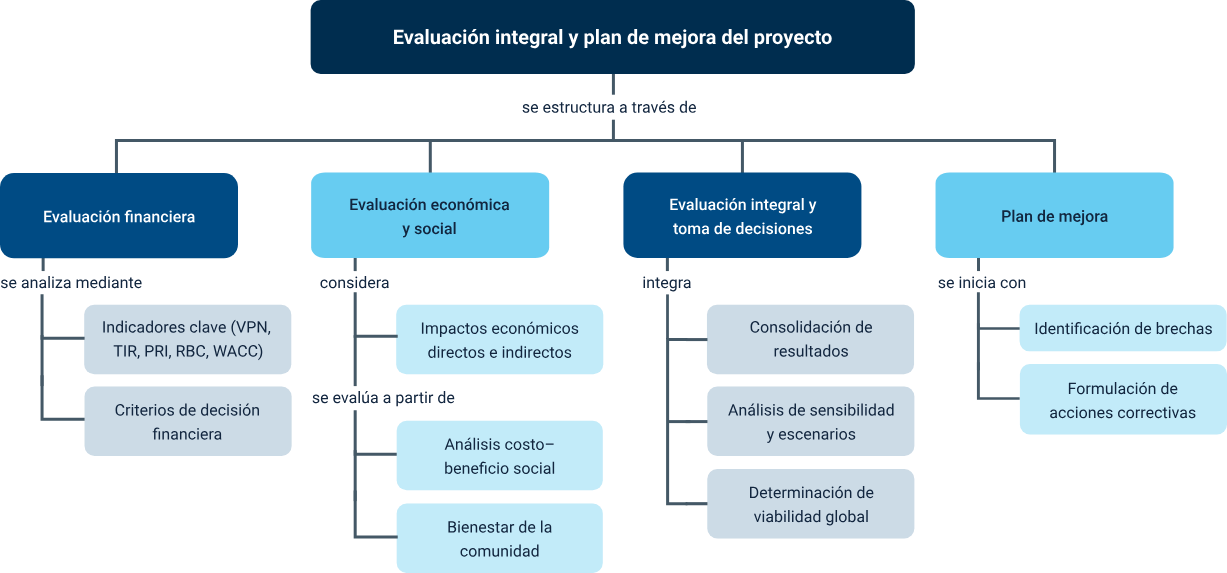 Evaluación integral y plan de mejora del proyecto
se estructura a través de
Evaluación financiera
se analiza mediante
Indicadores clave (VPN,
TIR, PRI, RBC, WACC)
Criterios de decisión
financiera
Evaluación económica
y social
considera
Impactos económicos
directos e indirectos
se evalúa a partir de
Análisis costo–
beneficio social
Bienestar de la
comunidad
Evaluación integral y
toma de decisiones
integra
Consolidación de
resultados
Análisis de sensibilidad
y escenarios
Determinación de
viabilidad global
Plan de mejora
se inicia con
Identificación de brechas
Formulación de
acciones correctivas